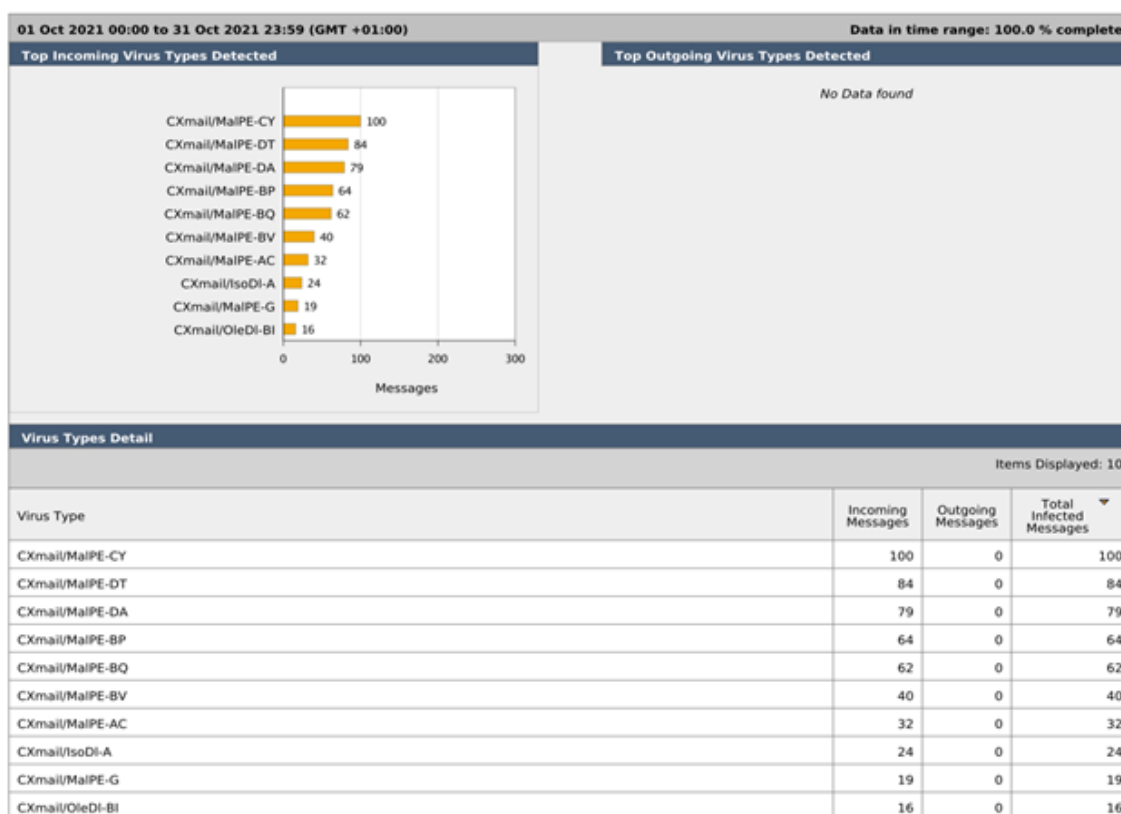 01 Oct 2021 00:00 to 31 Oct 2021 23:59 (GMT +01:00) Data in time range: 100.0 % complete
Top Incoming Virus Types Detected
CXmail/MalPE-CY 100
CXmail/MalPE-DT 84
CXmail/MalPE-DA 79
CXmail/MalPE-BP 64
CXmail/MalPE-BQ 62
CXmail/MalPE-BV 40
CXmail/MalPE-AC 32
CXmail/IsoDl-A 24
CXmail/MalPE-G 19
CXmail/OleDl-BI 16
0 100 200 300
Messages
Top Outgoing Virus Types Detected
No Data found
Virus Types Detail
Items Displayed: 10
Virus Type Incoming Messages Outgoing Messages Total Infected Messages
CXmail/MalPE-CY 100 0 100
CXmail/MalPE-DT 84 0 84
CXmail/MalPE-DA 79 0 79
CXmail/MalPE-BP 64 0 64
CXmail/MalPE-BQ 62 0 62
CXmail/MalPE-BV 40 0 40
CXmail/MalPE-AC 32 0 32
CXmail/IsoDl-A 24 0 24
CXmail/MalPE-G 19 0 19
CXmail/OleDl-BI 16 0 16